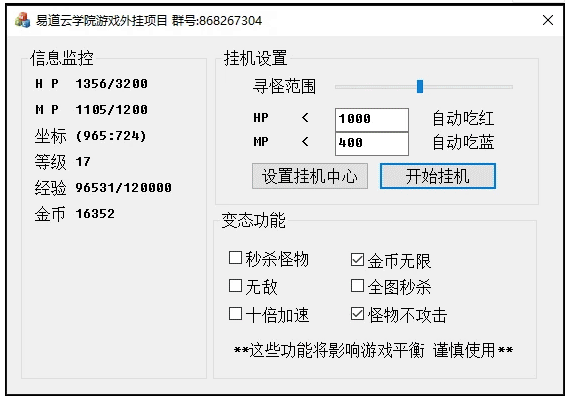 易道云学院游戏外挂项目 群号:868267304
信息监控
HP 1356/3200
MP 1105/1200
坐标 (965:724)
等级 17
经验 96531/120000
金币 16352
挂机设置
寻怪范围
HP < 1000 自动吃红
MP < 400 自动吃蓝
设置挂机中心 开始挂机
变态功能
秒杀怪物 金币无限
无敌 全图秒杀
十倍加速 怪物不攻击
**这些功能将影响游戏平衡 谨慎使用**